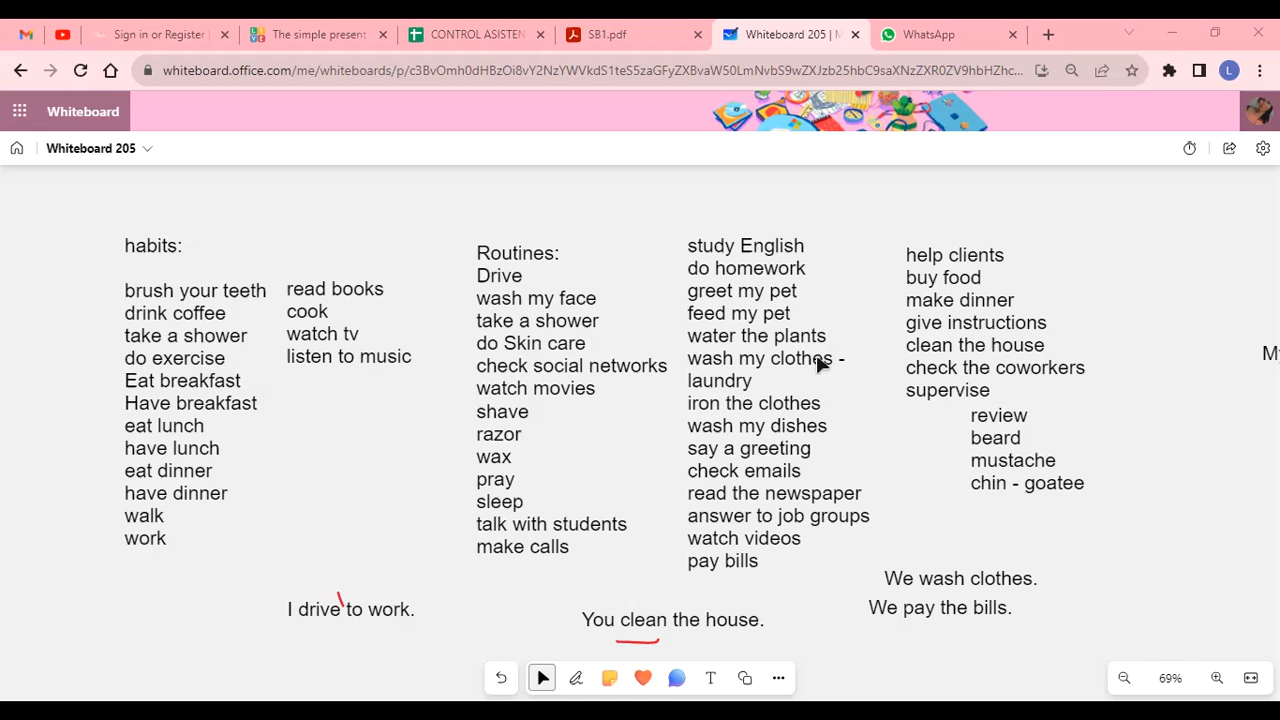 Sign in or Register |
The simple present
CONTROL ASISTEN
SB1.pdf
Whiteboard 205 | M
WhatsApp
whiteboard.office.com/me/whiteboards/p/c3BvOmh0dHBzOi8vY2NzYWVkdS1teS5zaGFyZXBvaW50LmNvbS9wZXJzb25hbC9saXNzZXR0ZV9hbHZhc...
L
Whiteboard
Whiteboard 205
habits:
brush your teeth
drink coffee
take a shower
do exercise
Eat breakfast
Have breakfast
eat lunch
have lunch
eat dinner
have dinner
walk
work
read books
cook
watch tv
listen to music
Routines:
Drive
wash my face
take a shower
do Skin care
check social networks
watch movies
shave
razor
wax
pray
sleep
talk with students
make calls
study English
do homework
greet my pet
feed my pet
water the plants
wash my clothes -
laundry
iron the clothes
wash my dishes
say a greeting
check emails
read the newspaper
answer to job groups
watch videos
pay bills
help clients
buy food
make dinner
give instructions
clean the house
check the coworkers
supervise
review
beard
mustache
chin - goatee
My
I drive to work.
You clean the house.
We wash clothes.
We pay the bills.
T
69%